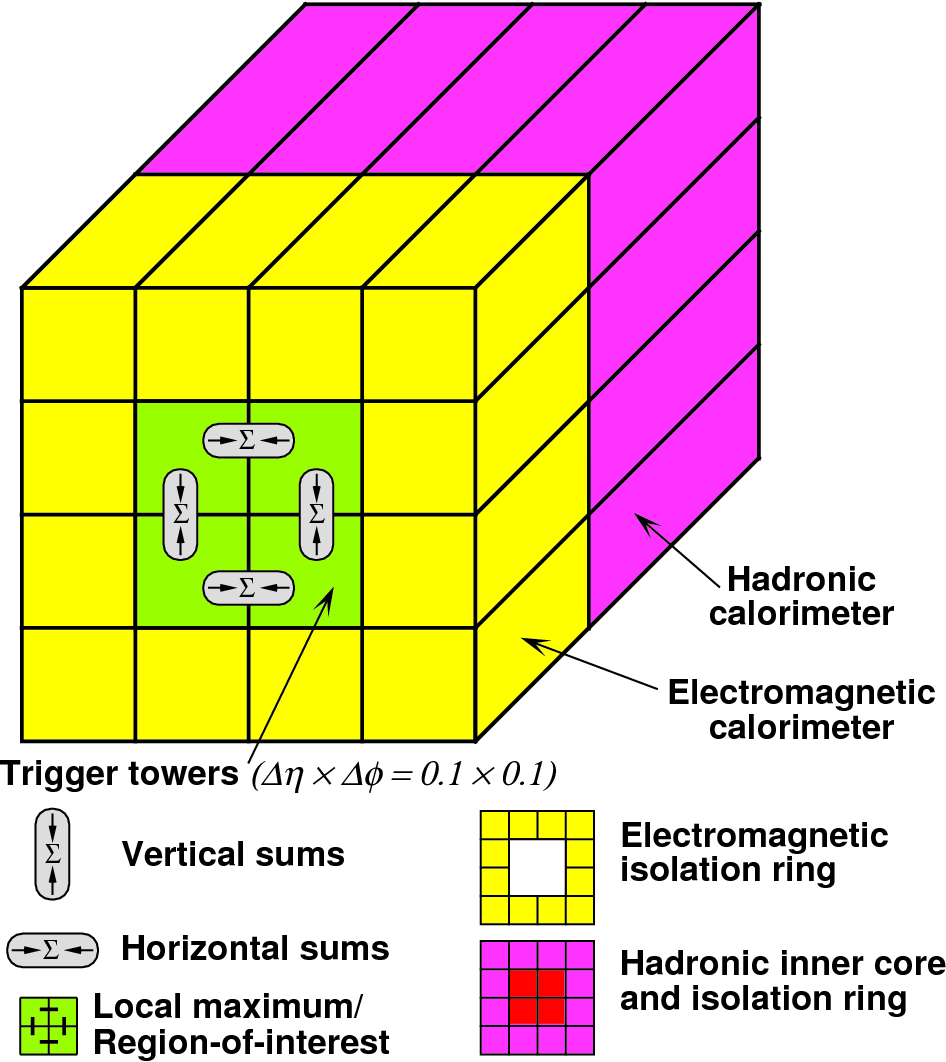 Σ
Σ
Σ
Σ
Hadronic
calorimeter
Electromagnetic
calorimeter
Trigger towers (Δη × Δϕ = 0.1 × 0.1)
Σ
Vertical sums
Electromagnetic
isolation ring
Σ
Horizontal sums
Hadronic inner core
and isolation ring
Local maximum/
Region-of-interest